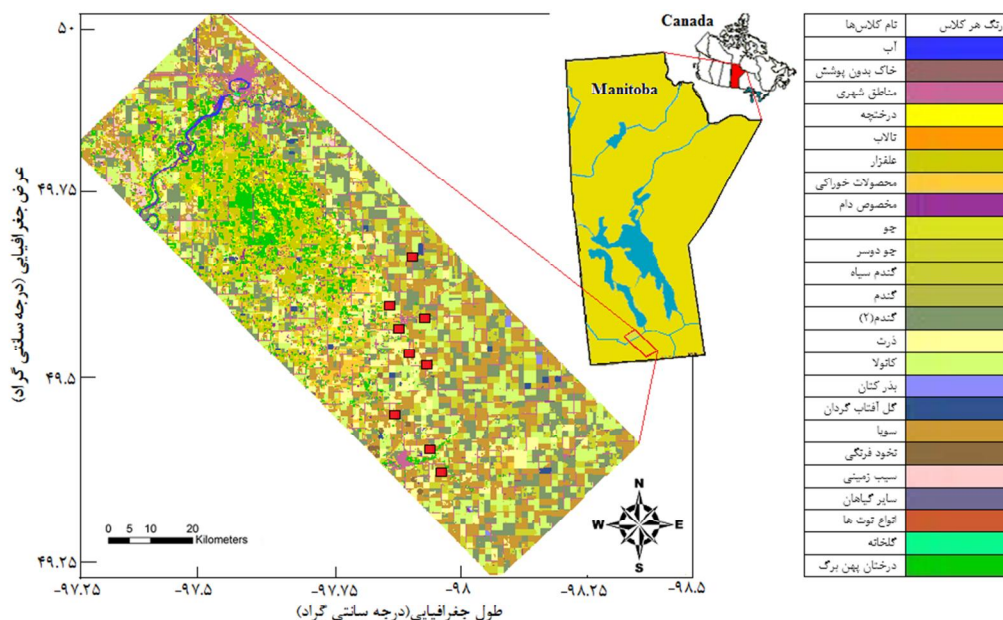 Canada
Manitoba
۵۰
۴۹.۷۵
۴۹.۵
۴۹.۲۵
عرض جغرافیایی (درجه سانتی گراد)
-۹۷.۲۵
-۹۷.۵
-۹۷.۷۵
-۹۸
-۹۸.۲۵
-۹۸.۵
طول جغرافیایی(درجه سانتی گراد)
0 5 10 20
Kilometers
N
W E
S
رنگ هر کلاس نام کلاس‌ها
آب
خاک بدون پوشش
مناطق شهری
درختچه
تالاب
علفزار
محصولات خوراکی
مخصوص دام
جو
جو دوسر
گندم سیاه
گندم
گندم(۲)
ذرت
کانولا
بذر کتان
گل آفتاب گردان
سویا
نخود فرنگی
سیب زمینی
سایر گیاهان
انواع توت ها
گلخانه
درختان پهن برگ